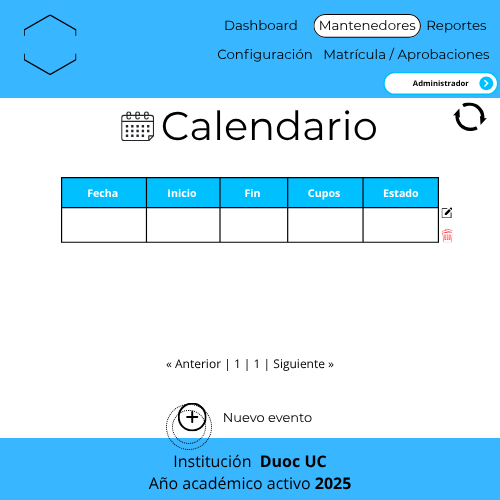 Dashboard Mantenedores Reportes
Configuración Matrícula / Aprobaciones
Administrador
Calendario
Fecha Inicio Fin Cupos Estado
« Anterior | 1 | 1 | Siguiente »
Nuevo evento
Institución Duoc UC
Año académico activo 2025